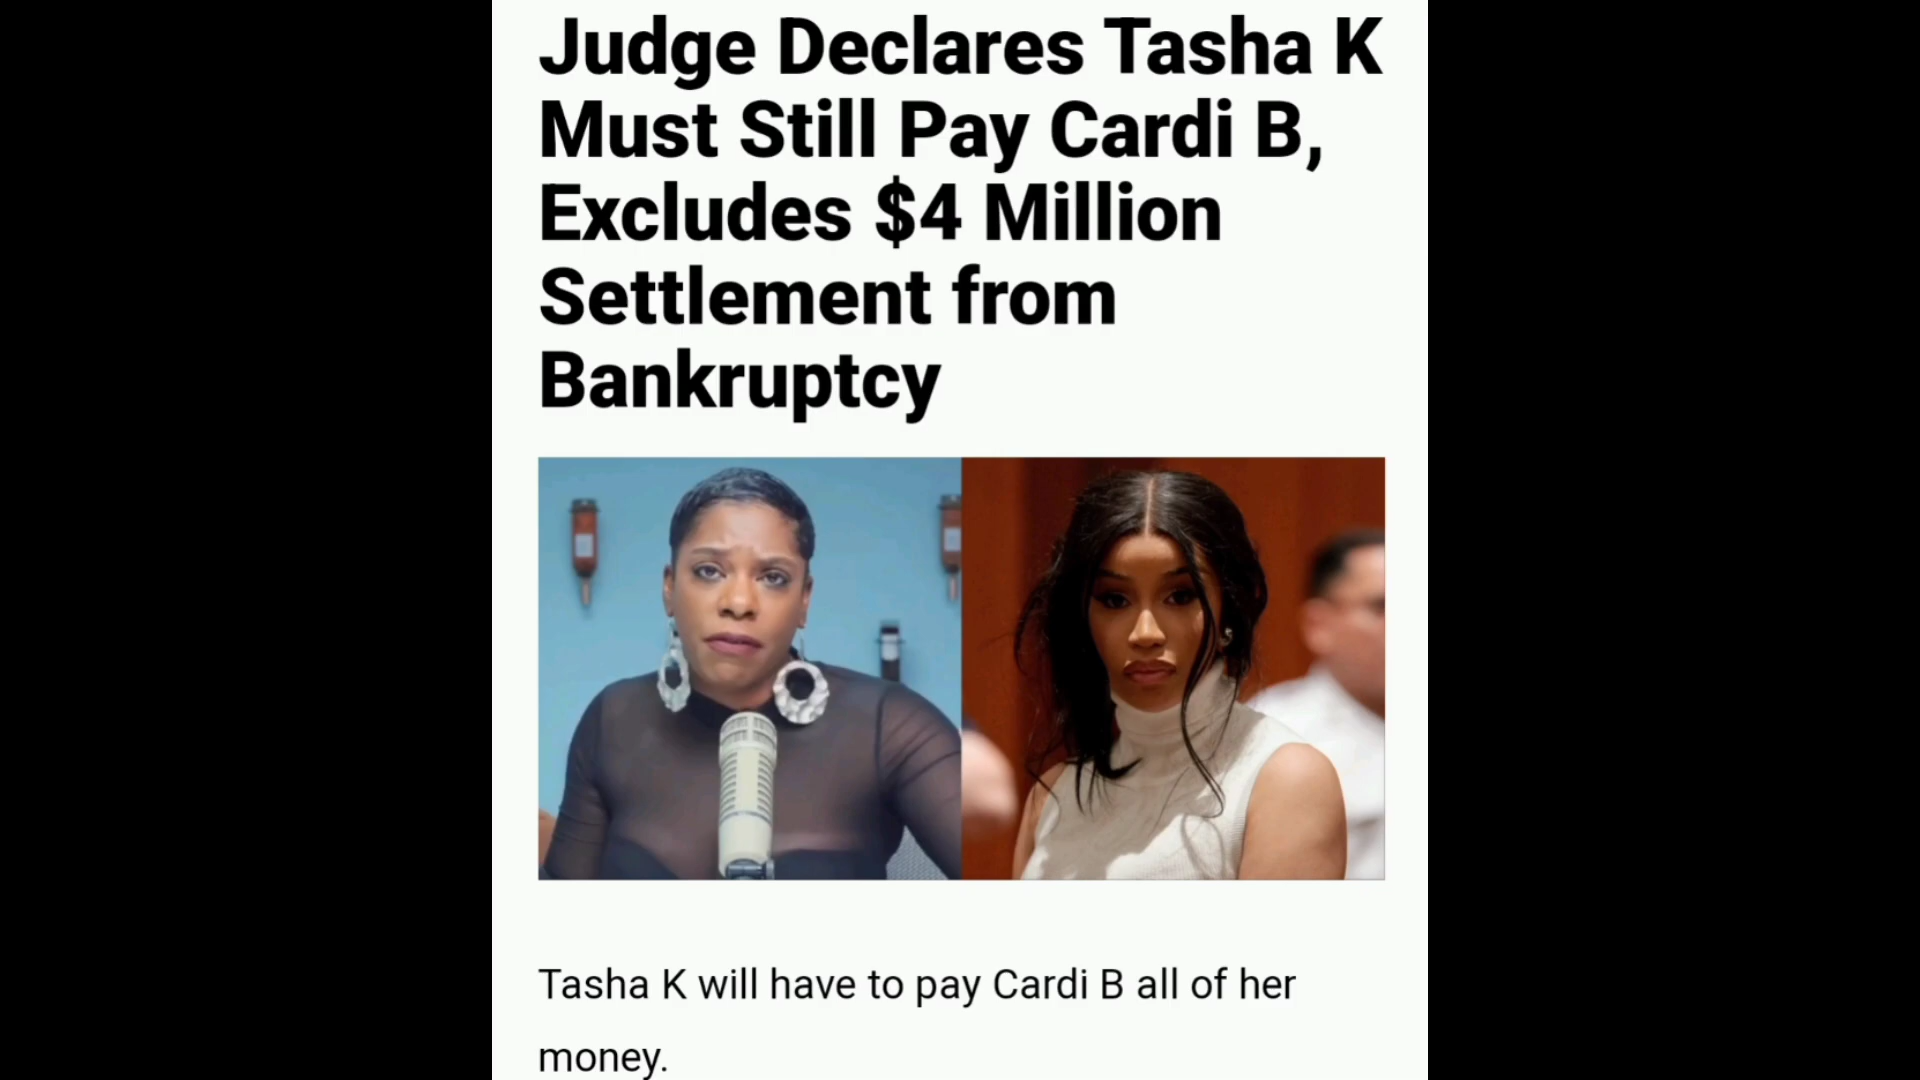 Judge Declares Tasha K
Must Still Pay Cardi B,
Excludes $4 Million
Settlement from
Bankruptcy
Tasha K will have to pay Cardi B all of her
money.